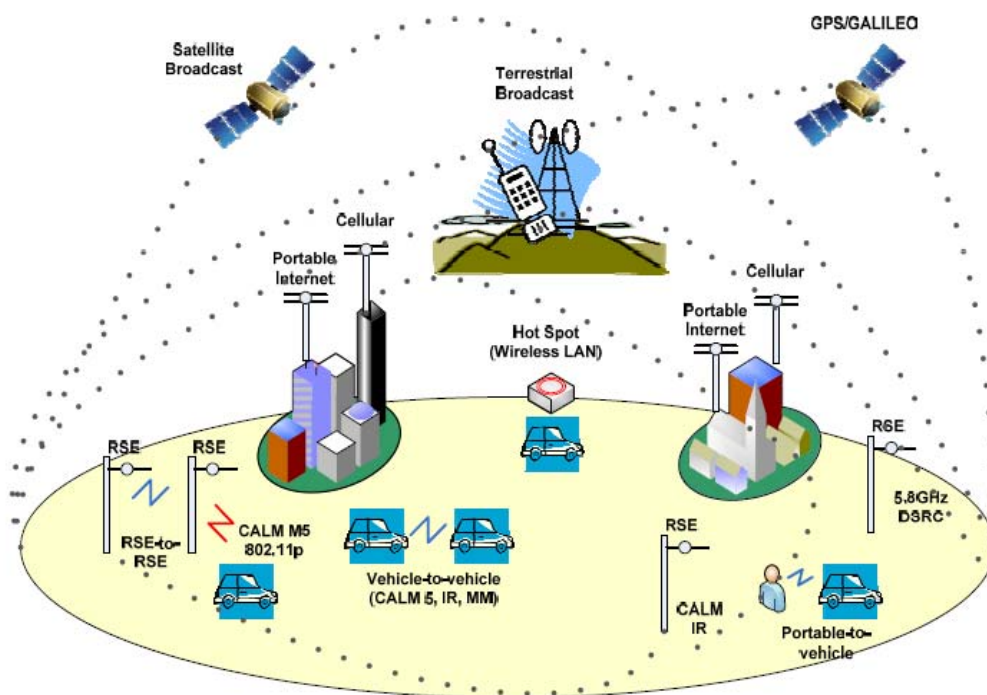 Satellite
Broadcast
GPS/GALILEO
Terrestrial
Broadcast
Cellular
Portable
Internet
Cellular
Portable
Internet
Hot Spot
(Wireless LAN)
RSE
RSE
RSE
RSE-to-
RSE
CALM M5
802.11p
Vehicle-to-vehicle
(CALM 5, IR, MM)
RSE
CALM
IR
5.8GHz
DSRC
Portable-to-
vehicle